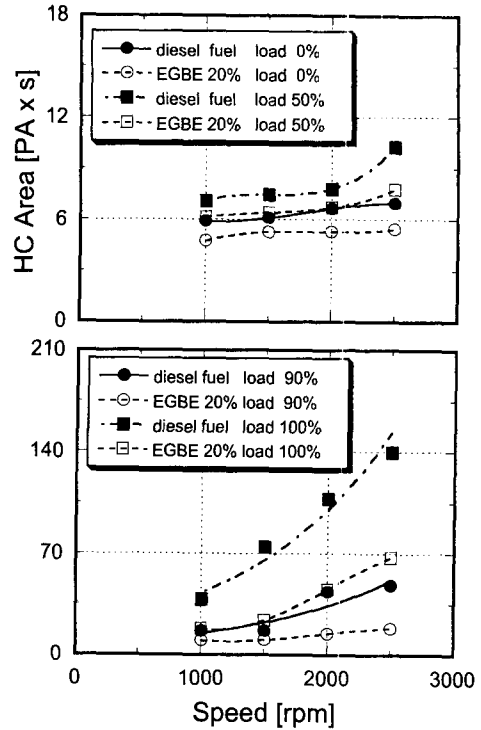 18
diesel fuel load 0%
EGBE 20% load 0%
diesel fuel load 50%
EGBE 20% load 50%
12
6
0
HC Area [PA x s]
210
diesel fuel load 90%
EGBE 20% load 90%
diesel fuel load 100%
EGBE 20% load 100%
140
70
0
0 1000 2000 3000
Speed [rpm]